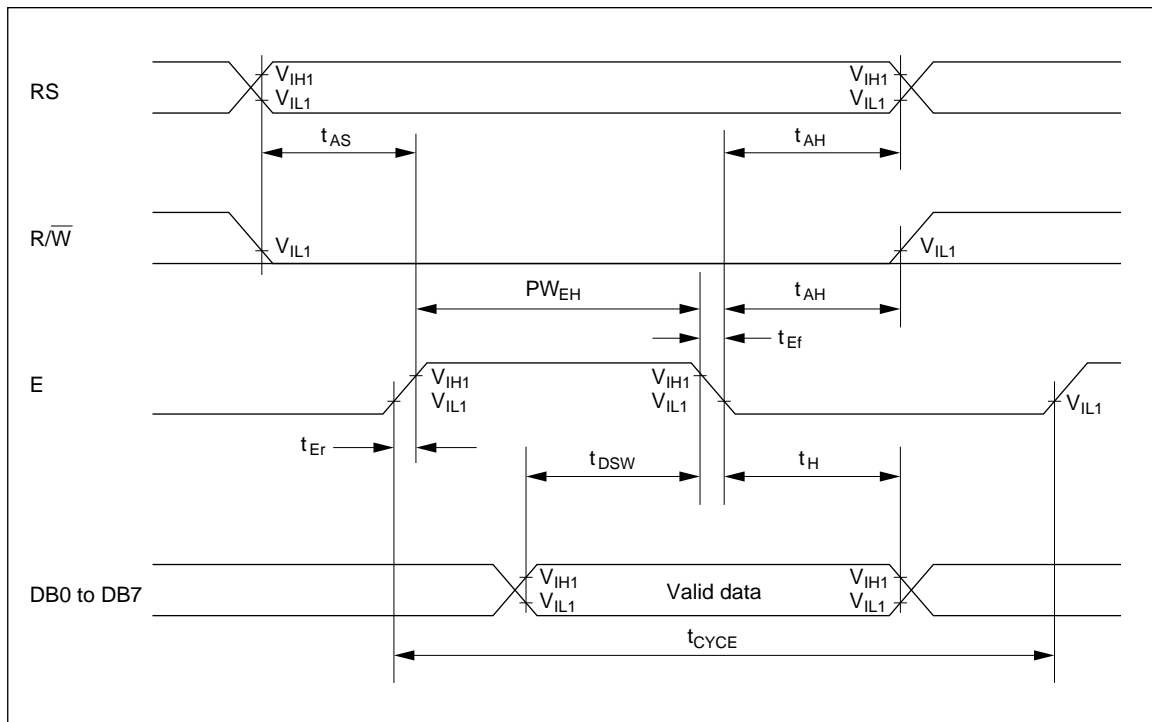 RS
V_IH1
V_IL1
V_IH1
V_IL1
t_AS
t_AH
R/W̅
V_IL1
V_IL1
PW_EH
t_AH
t_Ef
E
V_IH1
V_IL1
V_IH1
V_IL1
V_IL1
t_Er
t_DSW
t_H
DB0 to DB7
V_IH1
V_IL1
Valid data
V_IH1
V_IL1
t_CYCE